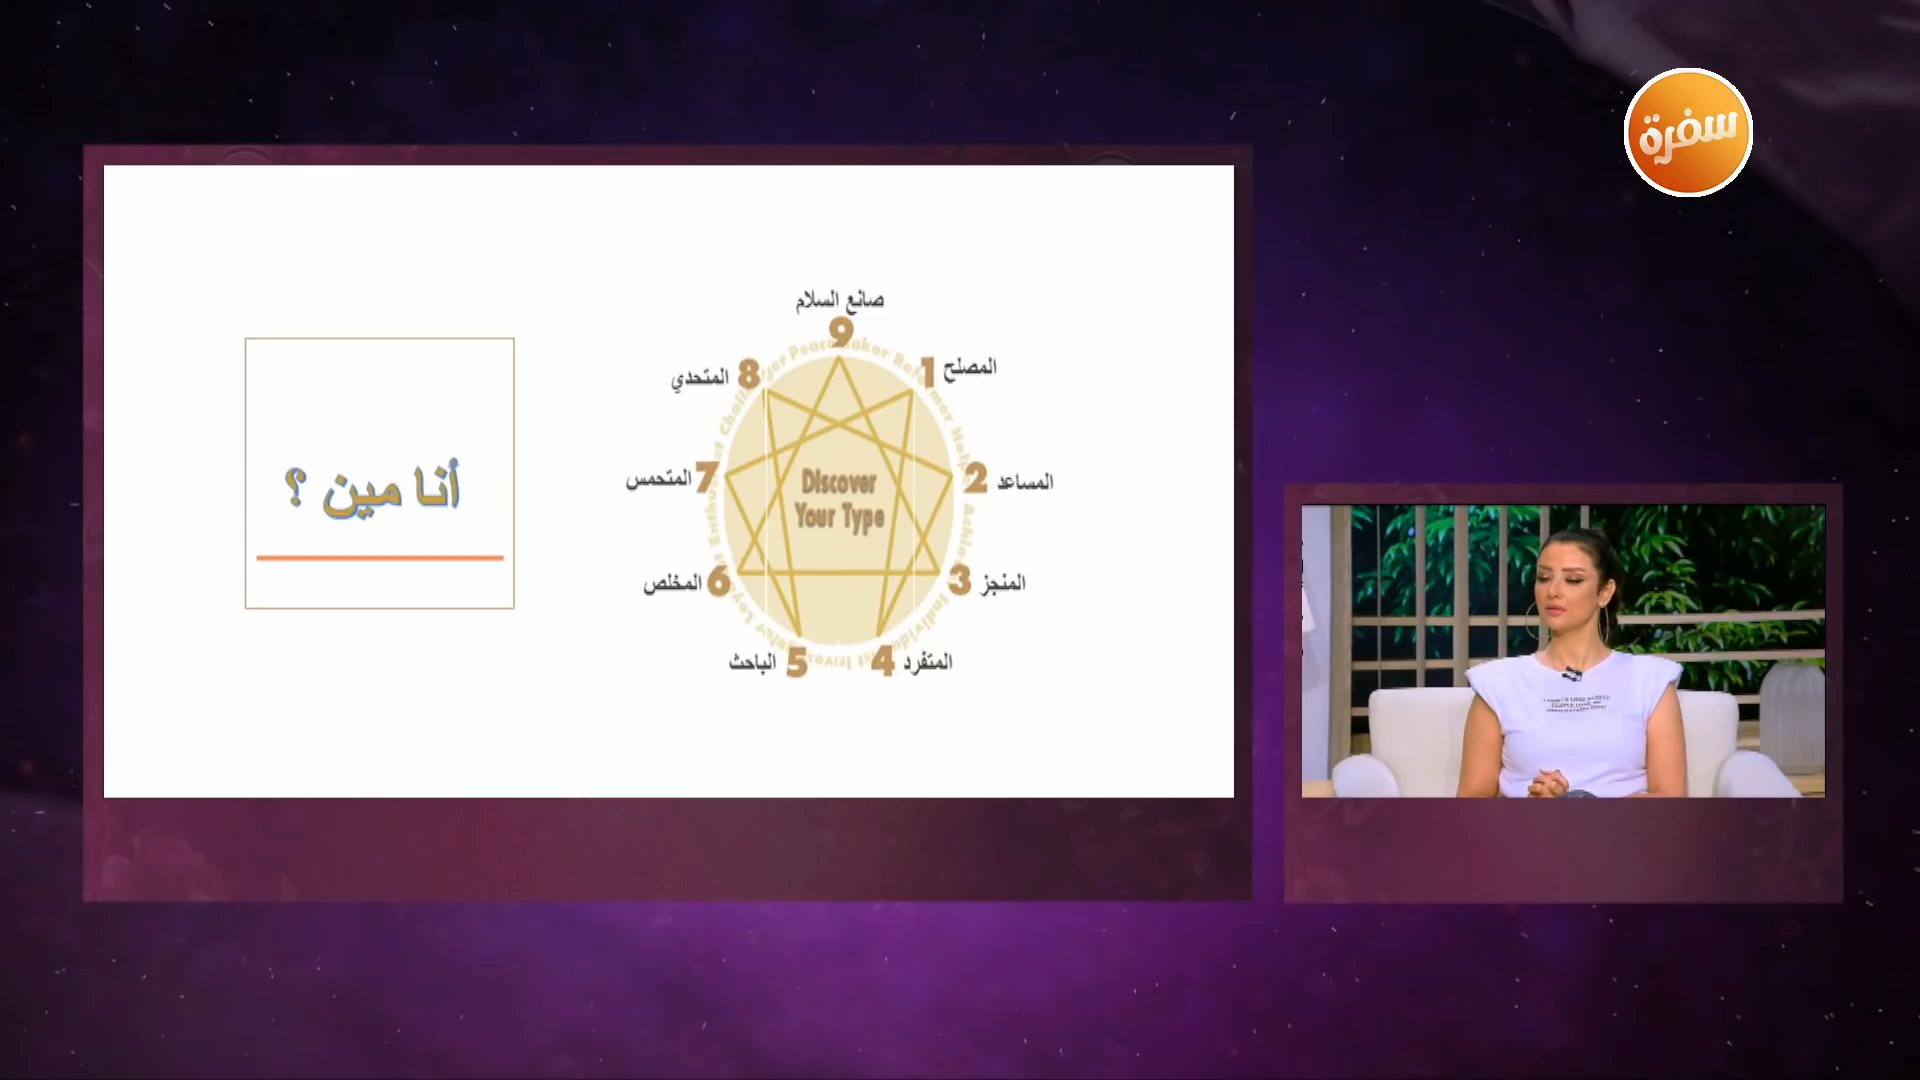 سفرة
صانع السلام
9
المتحدي 8
1 المصلح
المتحمس 7
2 المساعد
Discover
Your Type
أنا مين ؟
المخلص 6
3 المنجز
الباحث 5
4 المتفرد